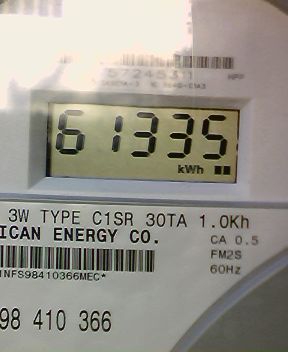 61335
kWh
3W TYPE C1SR 30TA 1.0Kh
ICAN ENERGY CO.
CA 0.5
FM2S
60Hz
INFS98410366MEC*
98 410 366